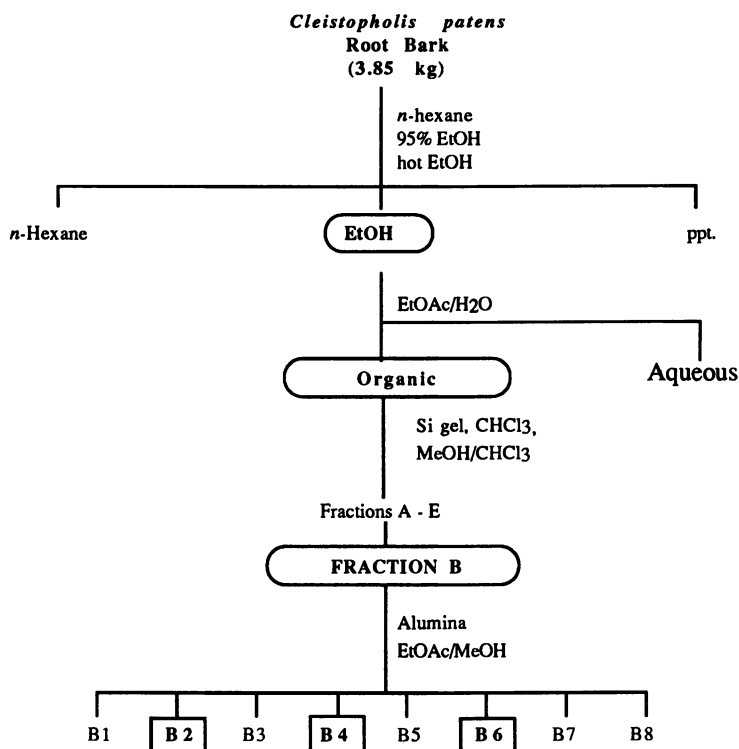 Cleistopholis patens
Root Bark
(3.85 kg)
n-hexane
95% EtOH
hot EtOH
n-Hexane
EtOH
ppt.
EtOAc/H2O
Organic
Aqueous
Si gel, CHCl3,
MeOH/CHCl3
Fractions A - E
FRACTION B
Alumina
EtOAc/MeOH
B1 B2 B3 B4 B5 B6 B7 B8